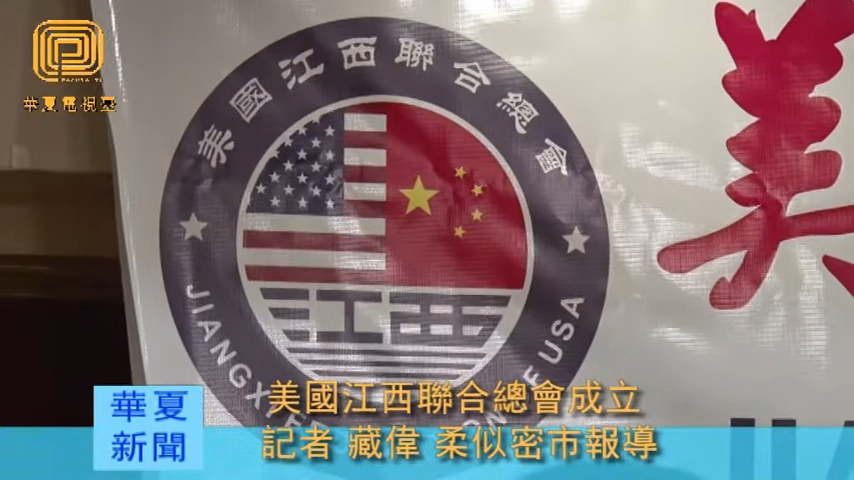 華夏電視臺
美國江西聯合總會
江西
OF USA
美
華夏
新聞
美國江西聯合總會成立
記者 藏偉 柔似密市報導